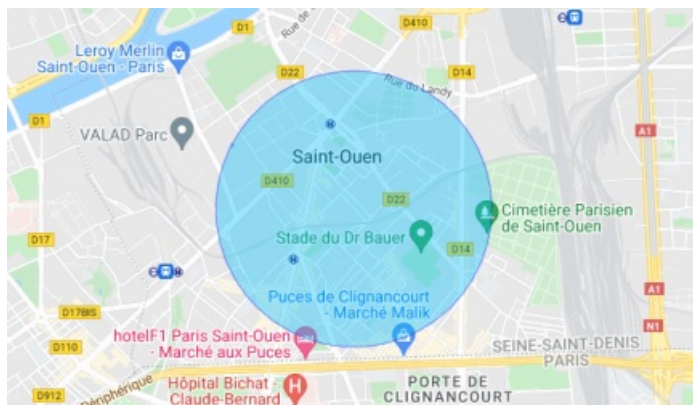 D410
D1
Rue de
Leroy Merlin
Saint-Ouen - Paris
D22
D14
Rue du Landy
D1
A1
VALAD Parc
Saint-Ouen
D410
D22
Cimetière Parisien
de Saint-Ouen
Stade du Dr Bauer
D17
D14
A1
Puces de Clignancourt
- Marché Malik
D17BIS
N1
hotelF1 Paris Saint-Ouen
- Marché aux Puces
SEINE-SAINT-DENIS
PARIS
D110
Hôpital Bichat -
Claude-Bernard
H
PORTE DE
CLIGNANCOURT
D912
Périphérique